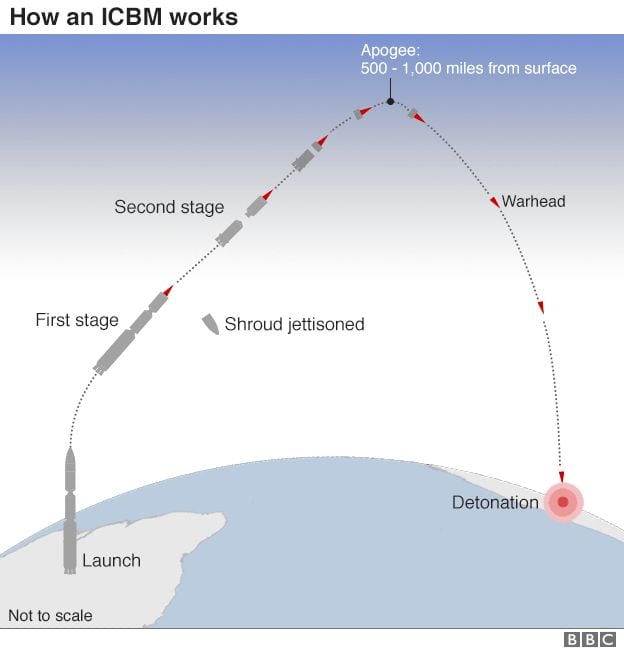 How an ICBM works
Apogee:
500 - 1,000 miles from surface
Second stage
Warhead
First stage
Shroud jettisoned
Detonation
Launch
Not to scale
BBC